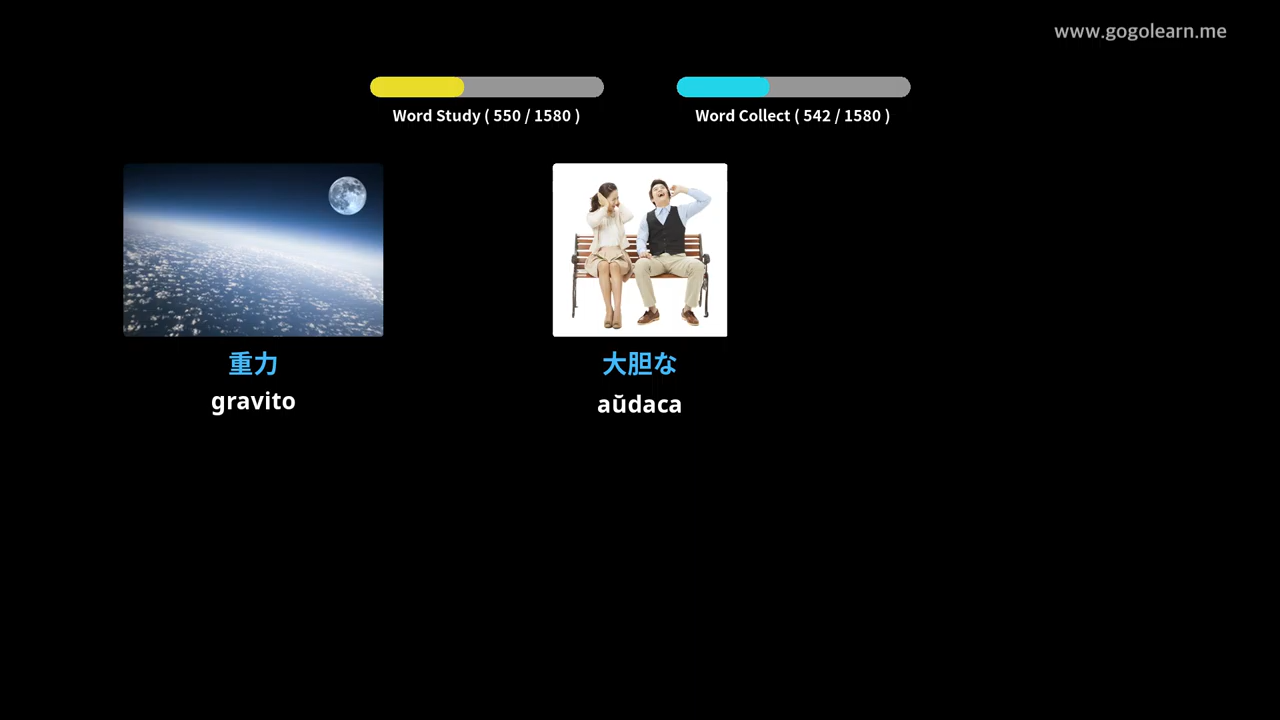 www.gogolearn.me
Word Study ( 550 / 1580 )
Word Collect ( 542 / 1580 )
重力
gravito
大胆な
aŭdaca